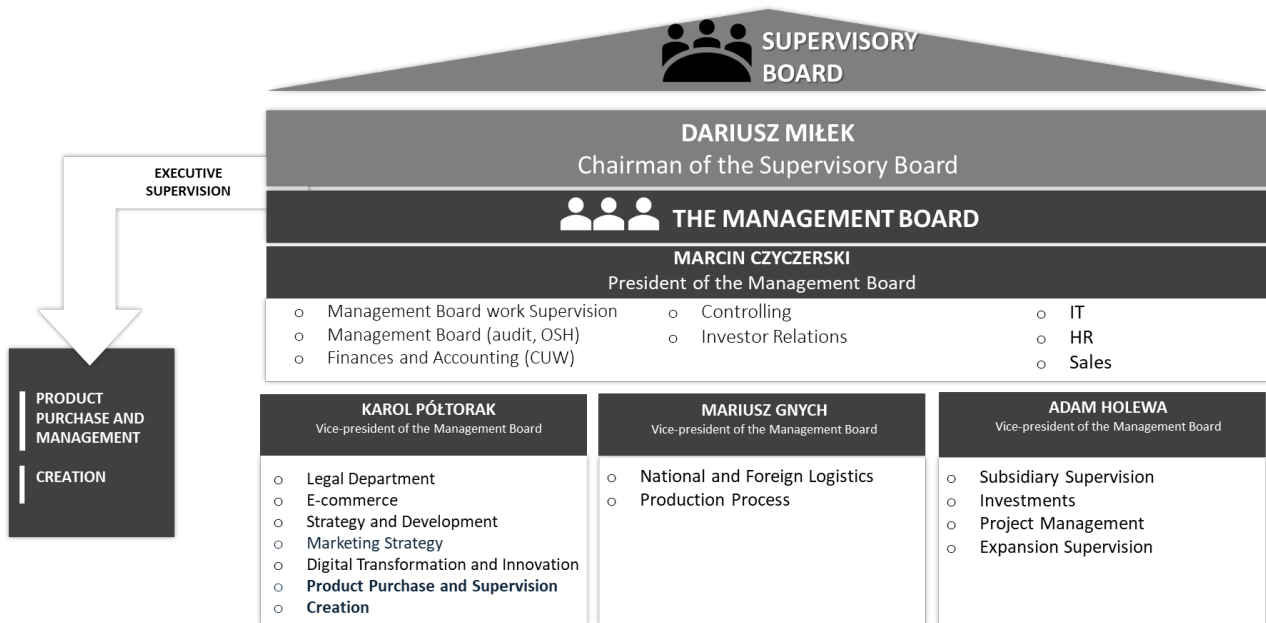 SUPERVISORY
BOARD
DARIUSZ MIŁEK
Chairman of the Supervisory Board
EXECUTIVE
SUPERVISION
THE MANAGEMENT BOARD
MARCIN CZYCZERSKI
President of the Management Board
Management Board work Supervision
Management Board (audit, OSH)
Finances and Accounting (CUW)
Controlling
Investor Relations
IT
HR
Sales
PRODUCT
PURCHASE AND
MANAGEMENT
CREATION
KAROL PÓŁTORAK
Vice-president of the Management Board
Legal Department
E-commerce
Strategy and Development
Marketing Strategy
Digital Transformation and Innovation
Product Purchase and Supervision
Creation
MARIUSZ GNYCH
Vice-president of the Management Board
National and Foreign Logistics
Production Process
ADAM HOLEWA
Vice-president of the Management Board
Subsidiary Supervision
Investments
Project Management
Expansion Supervision